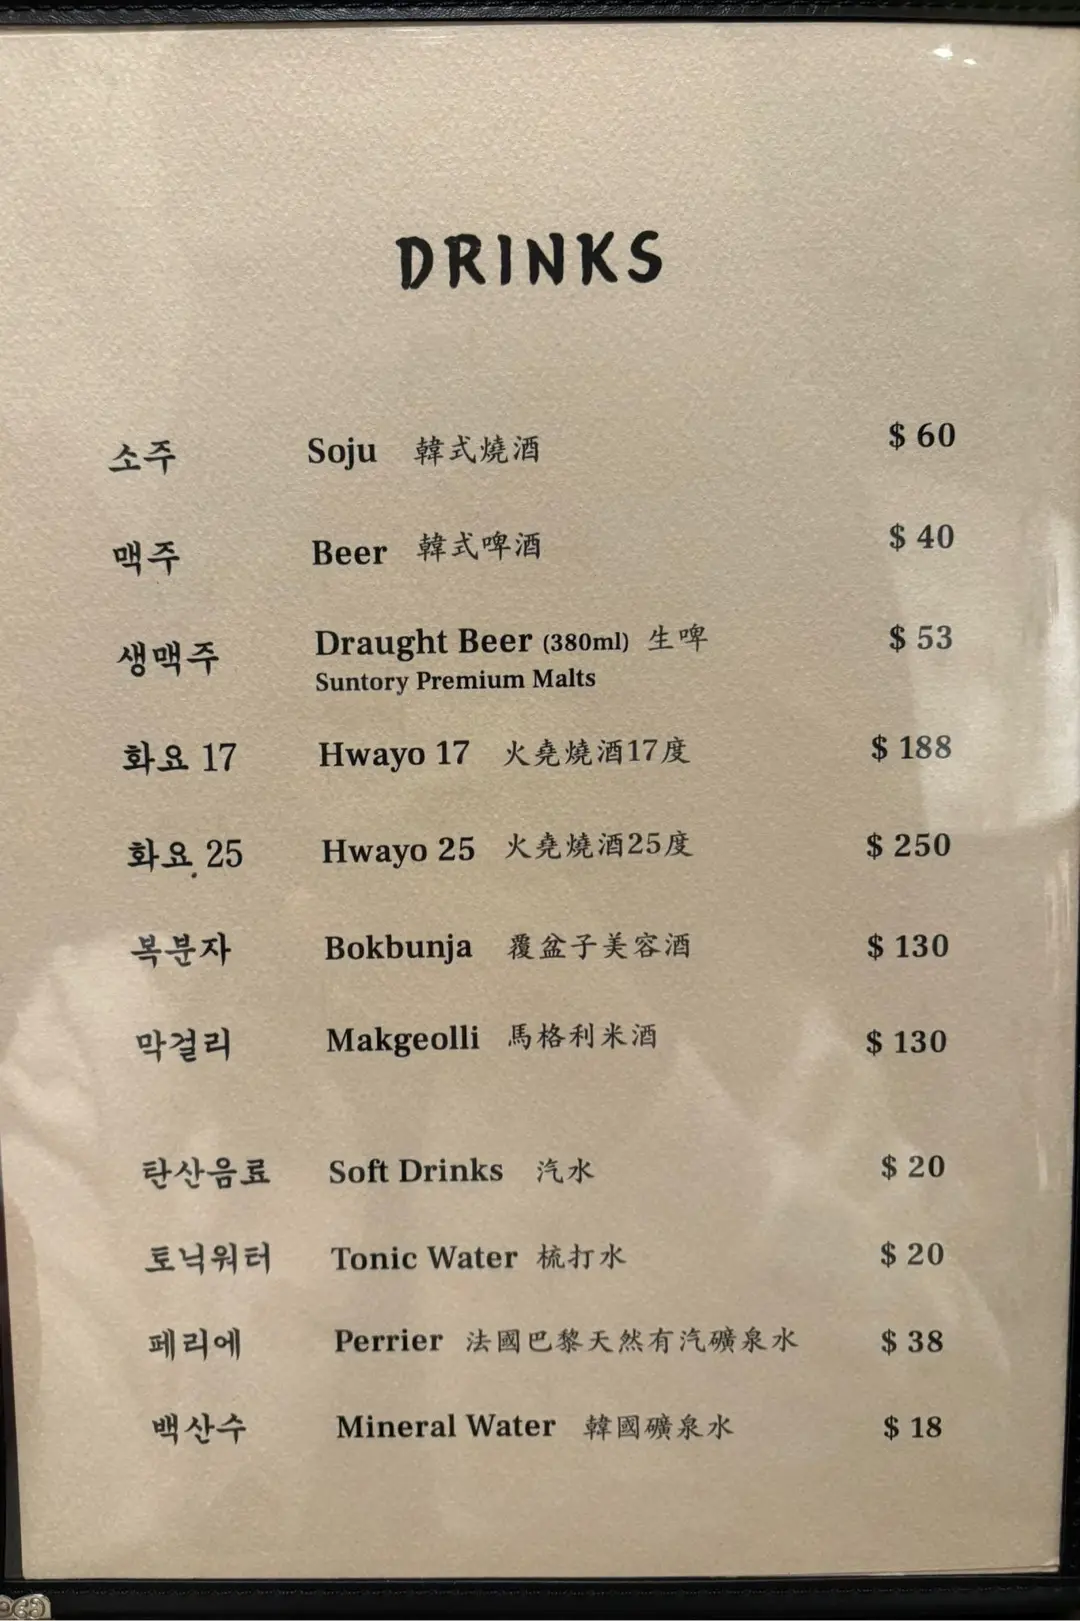 DRINKS
소주 Soju 韓式燒酒 $ 60
맥주 Beer 韓式啤酒 $ 40
생맥주 Draught Beer (380ml) 生啤 $ 53
Suntory Premium Malts
화요 17 Hwayo 17 火堯燒酒17度 $ 188
화요 25 Hwayo 25 火堯燒酒25度 $ 250
복분자 Bokbunja 覆盆子美容酒 $ 130
막걸리 Makgeolli 馬格利米酒 $ 130
탄산음료 Soft Drinks 汽水 $ 20
토닉워터 Tonic Water 梳打水 $ 20
페리에 Perrier 法國巴黎天然有汽礦泉水 $ 38
백산수 Mineral Water 韓國礦泉水 $ 18